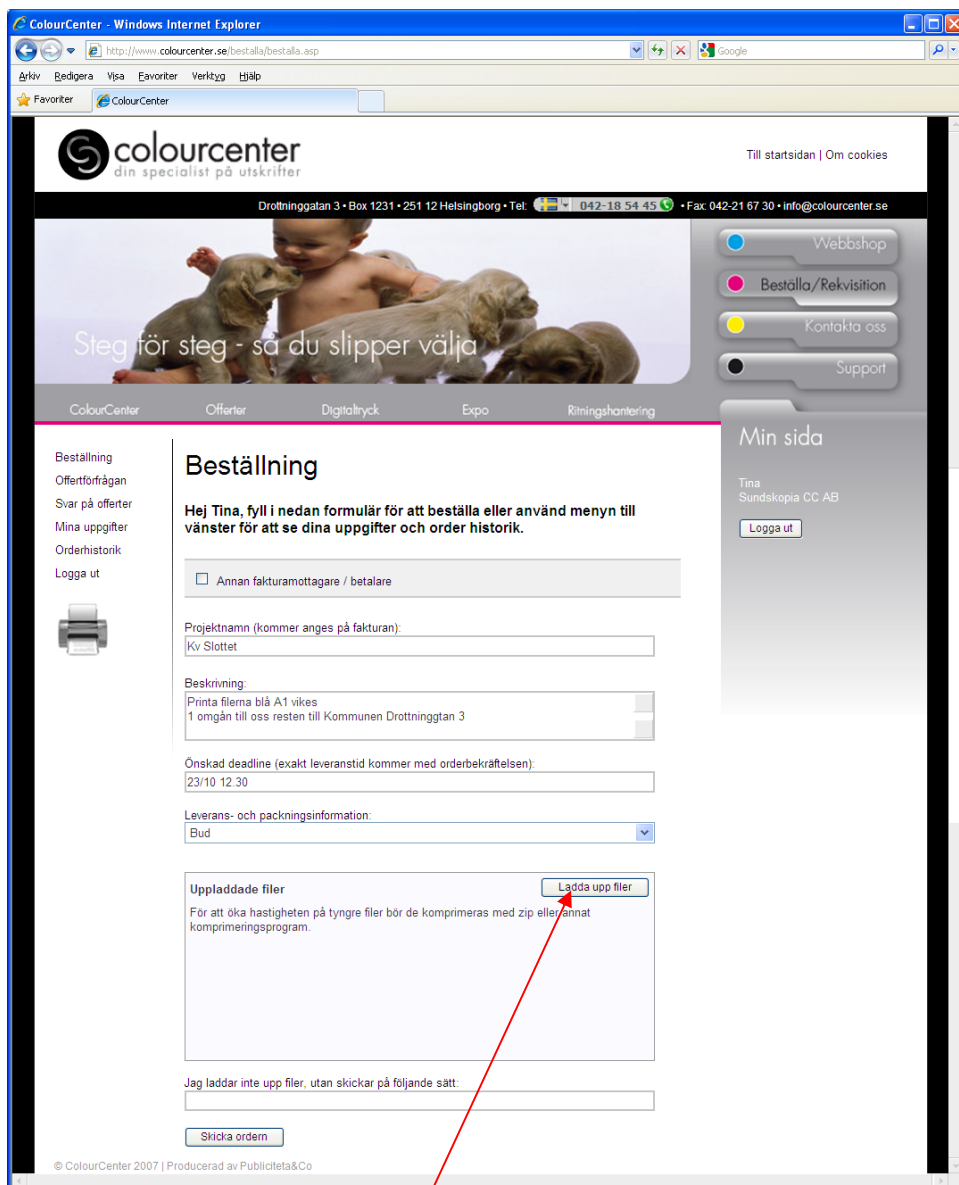 ColourCenter - Windows Internet Explorer
http://www.colourcenter.se/bestalla/bestalla.asp
Google
Arkiv Redigera Visa Favoriter Verktyg Hjälp
Favoriter ColourCenter
colourcenter
din specialist på utskrifter
Till startsidan | Om cookies
Drottninggatan 3 • Box 1231 • 251 12 Helsingborg • Tel: 042-18 54 45 • Fax: 042-21 67 30 • info@colourcenter.se
Steg för steg - så du slipper välja
Webbshop
Beställa/Rekvisition
Kontakta oss
Support
ColourCenter Offerter Digitaltryck Expo Ritningshantering
Min sida
Tina
Sundskopia CC AB
Logga ut
Beställning
Offertförfrågan
Svar på offerter
Mina uppgifter
Orderhistorik
Logga ut
Beställning
Hej Tina, fyll i nedan formulär för att beställa eller använd menyn till
vänster för att se dina uppgifter och order historik.
Annan fakturamottagare / betalare
Projektnamn (kommer anges på fakturan):
Kv Slottet
Beskrivning:
Printa filerna blå A1 vikes
1 omgån till oss resten till Kommunen Drottninggtan 3
Önskad deadline (exakt leveranstid kommer med orderbekräftelsen):
23/10 12.30
Leverans- och packningsinformation:
Bud
Uppladdade filer
Ladda upp filer
För att öka hastigheten på tyngre filer bör de komprimeras med zip eller annat
komprimeringsprogram.
Jag laddar inte upp filer, utan skickar på följande sätt:
Skicka ordern
© ColourCenter 2007 | Producerad av Publiciteta&Co